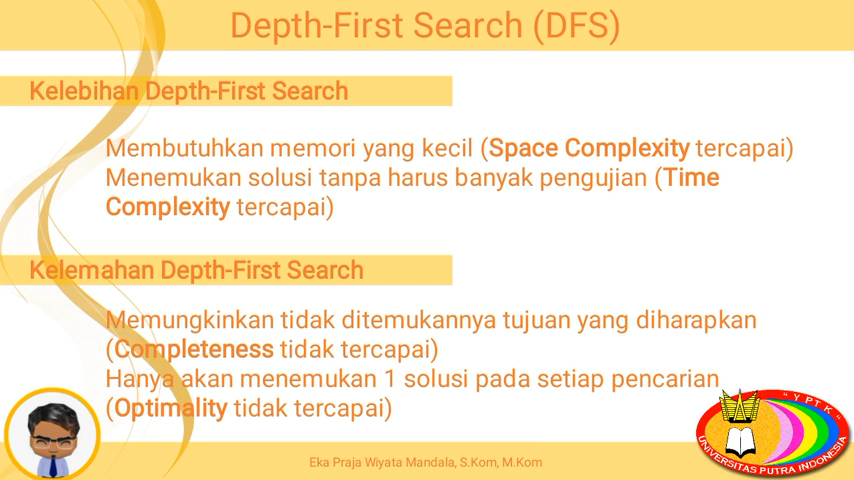 Depth-First Search (DFS)
Kelebihan Depth-First Search
Membutuhkan memori yang kecil (Space Complexity tercapai)
Menemukan solusi tanpa harus banyak pengujian (Time
Complexity tercapai)
Kelemahan Depth-First Search
Memungkinkan tidak ditemukannya tujuan yang diharapkan
(Completeness tidak tercapai)
Hanya akan menemukan 1 solusi pada setiap pencarian
(Optimality tidak tercapai)
"YPTK"
UNIVERSITAS PUTRA INDONESIA
Eka Praja Wiyata Mandala, S.Kom, M.Kom